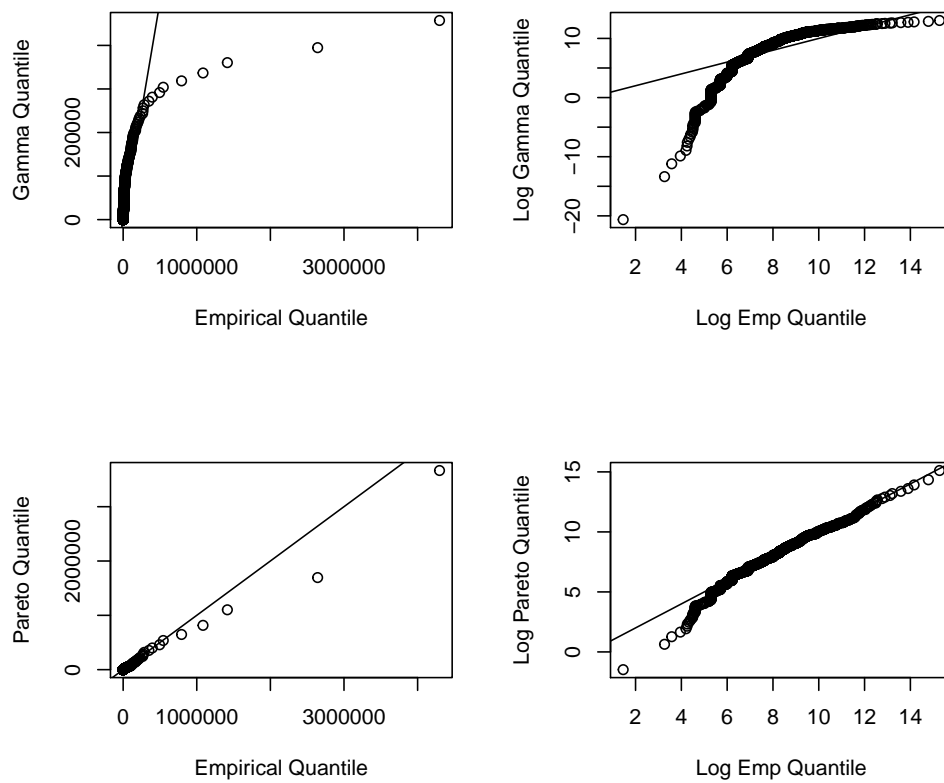 Gamma Quantile
200000
0
0 1000000 3000000
Empirical Quantile
Log Gamma Quantile
10
0
−10
−20
2 4 6 8 10 12 14
Log Emp Quantile
Pareto Quantile
2000000
0
0 1000000 3000000
Empirical Quantile
Log Pareto Quantile
15
10
5
0
2 4 6 8 10 12 14
Log Emp Quantile